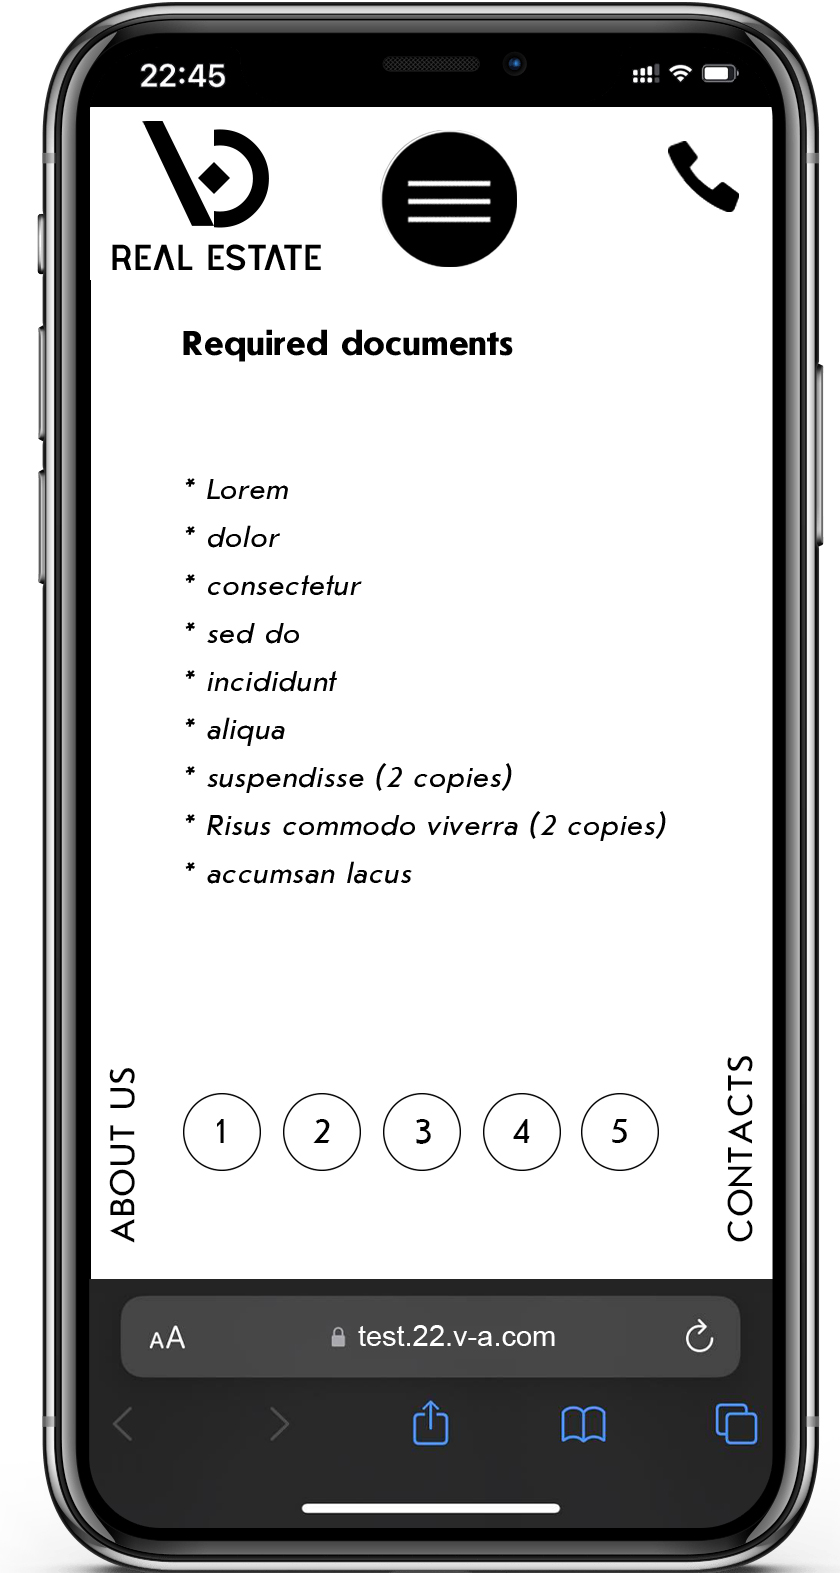 22:45
REAL ESTATE
Required documents
* Lorem
* dolor
* consectetur
* sed do
* incididunt
* aliqua
* suspendisse (2 copies)
* Risus commodo viverra (2 copies)
* accumsan lacus
ABOUT US
1 2 3 4 5
CONTACTS
AA test.22.v-a.com